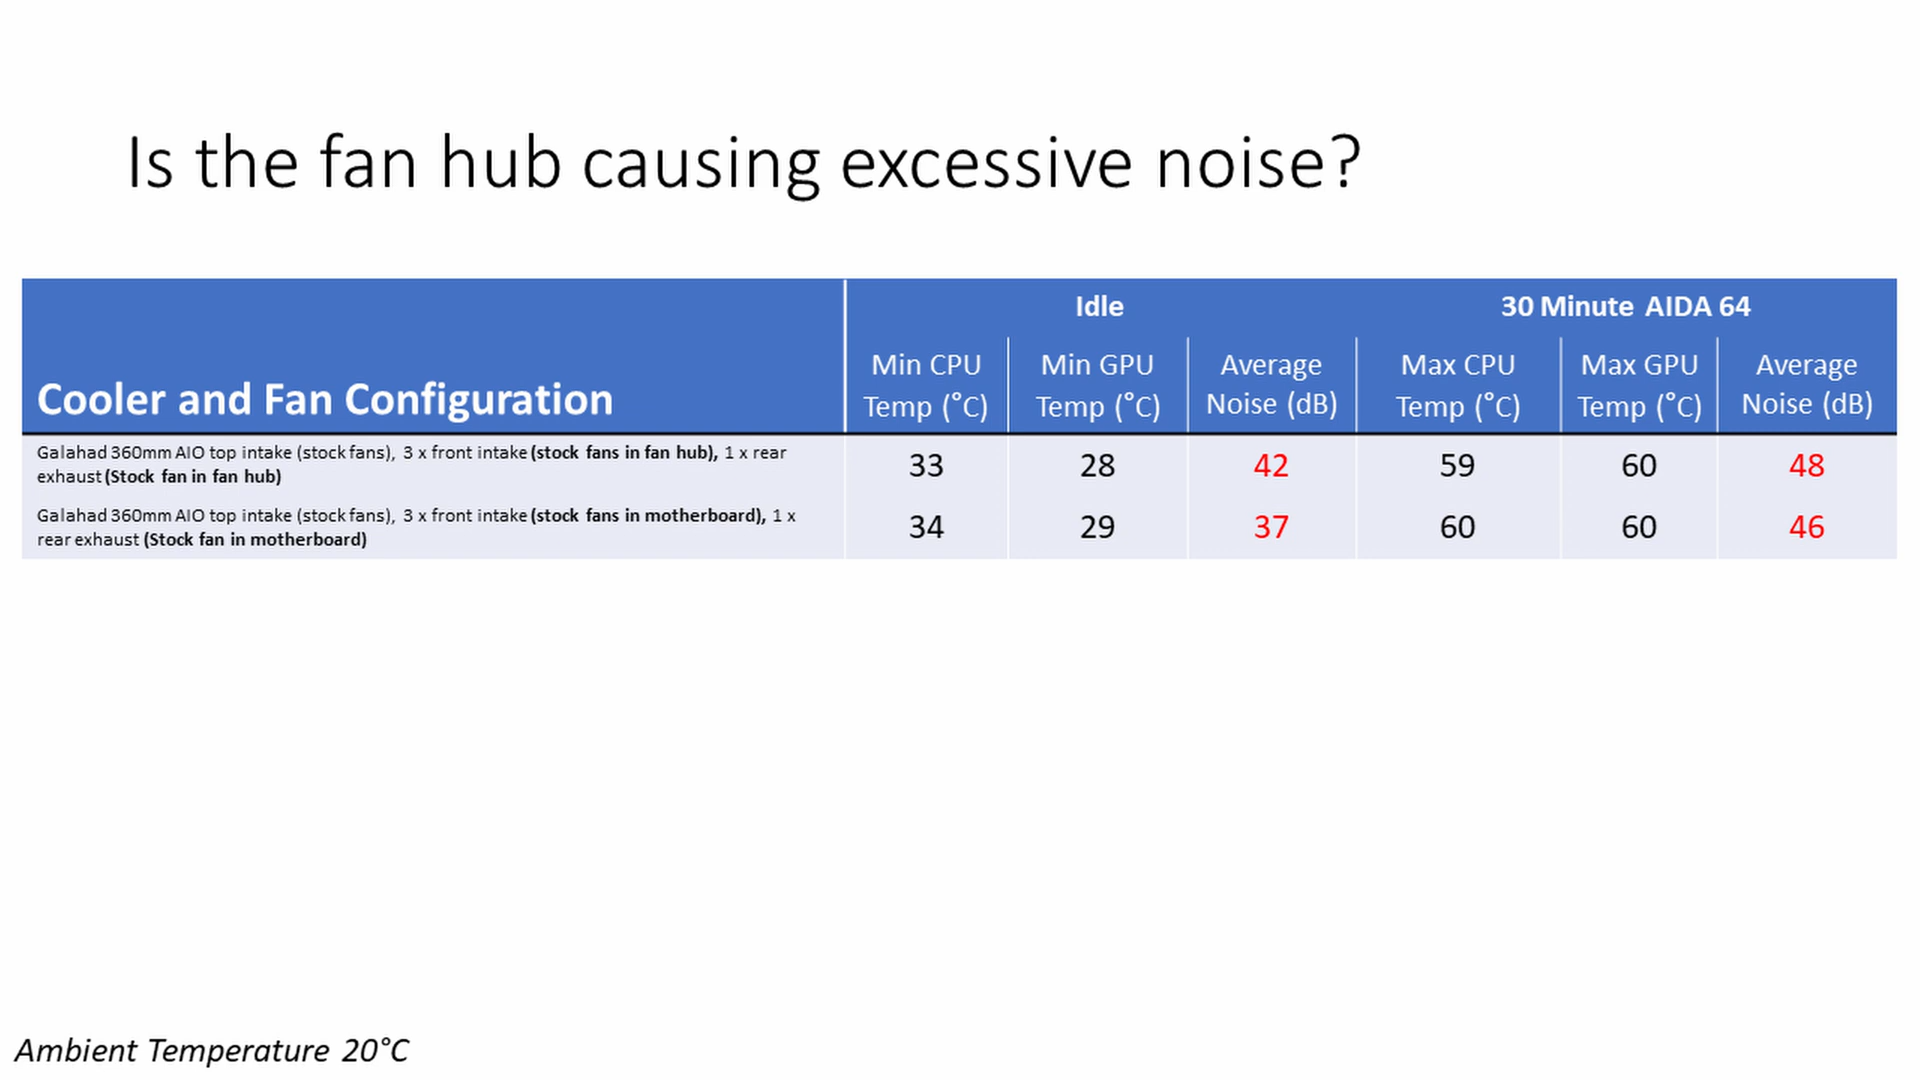 Is the fan hub causing excessive noise?
Idle
30 Minute AIDA 64
Cooler and Fan Configuration
Min CPU Temp (°C)
Min GPU Temp (°C)
Average Noise (dB)
Max CPU Temp (°C)
Max GPU Temp (°C)
Average Noise (dB)
Galahad 360mm AIO top intake (stock fans), 3 x front intake (stock fans in fan hub), 1 x rear
exhaust (Stock fan in fan hub)
33 28 42 59 60 48
Galahad 360mm AIO top intake (stock fans), 3 x front intake (stock fans in motherboard), 1 x
rear exhaust (Stock fan in motherboard)
34 29 37 60 60 46
Ambient Temperature 20°C